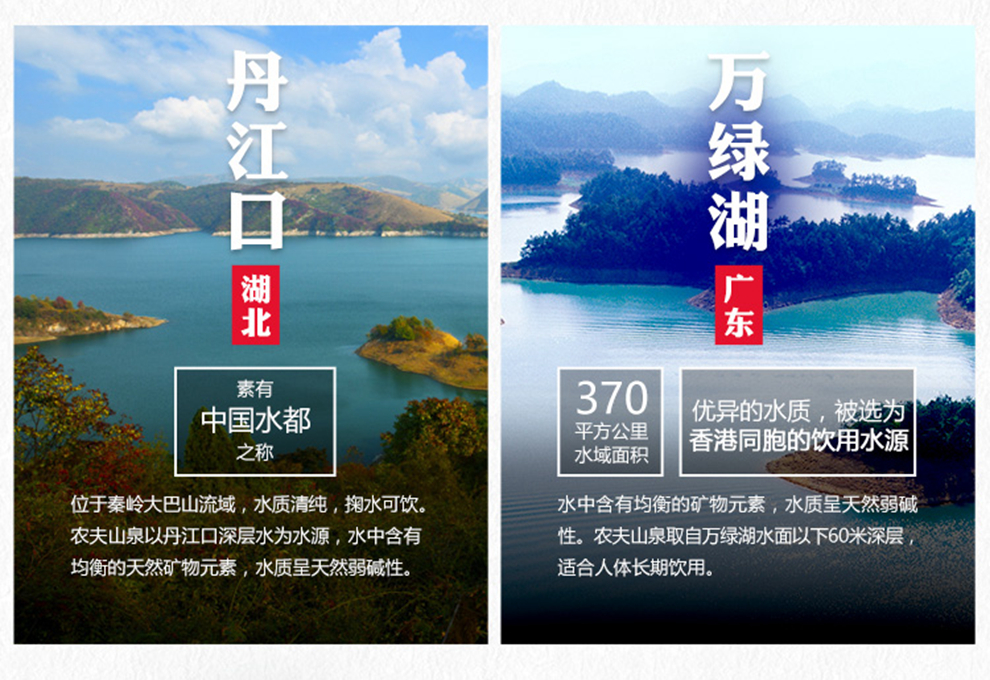 丹江口
湖北
素有
中国水都
之称
位于秦岭大巴山流域，水质清纯，掬水可饮。
农夫山泉以丹江口深层水为水源，水中含有
均衡的天然矿物元素，水质呈天然弱碱性。
万绿湖
广东
370
平方公里
水域面积
优异的水质，被选为
香港同胞的饮用水源
水中含有均衡的矿物元素，水质呈天然弱碱
性。农夫山泉取自万绿湖水面以下60米深层，
适合人体长期饮用。